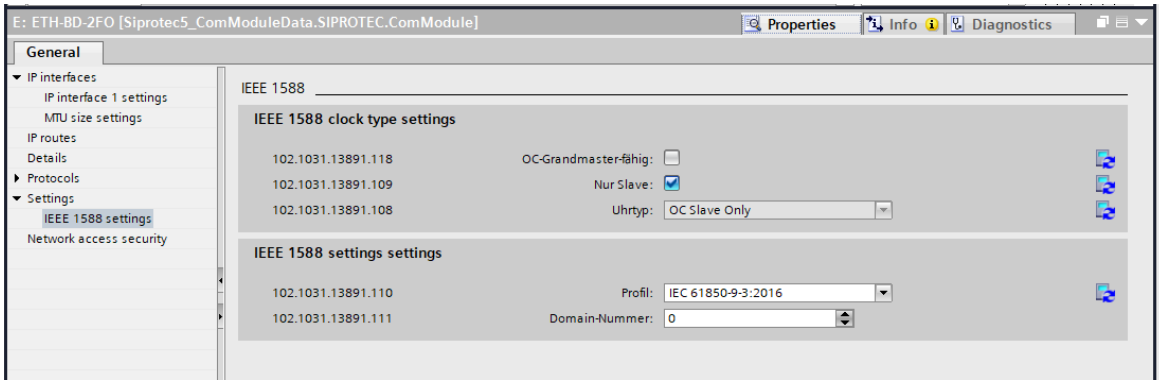 E: ETH-BD-2FO [Siprotec5_ComModuleData.SIPROTEC.ComModule]
Properties
Info
Diagnostics
General
IP interfaces
IP interface 1 settings
MTU size settings
IP routes
Details
Protocols
Settings
IEEE 1588 settings
Network access security
IEEE 1588
IEEE 1588 clock type settings
102.1031.13891.118 OC-Grandmaster-fähig:
102.1031.13891.109 Nur Slave:
102.1031.13891.108 Uhrtyp: OC Slave Only
IEEE 1588 settings settings
102.1031.13891.110 Profil: IEC 61850-9-3:2016
102.1031.13891.111 Domain-Nummer: 0